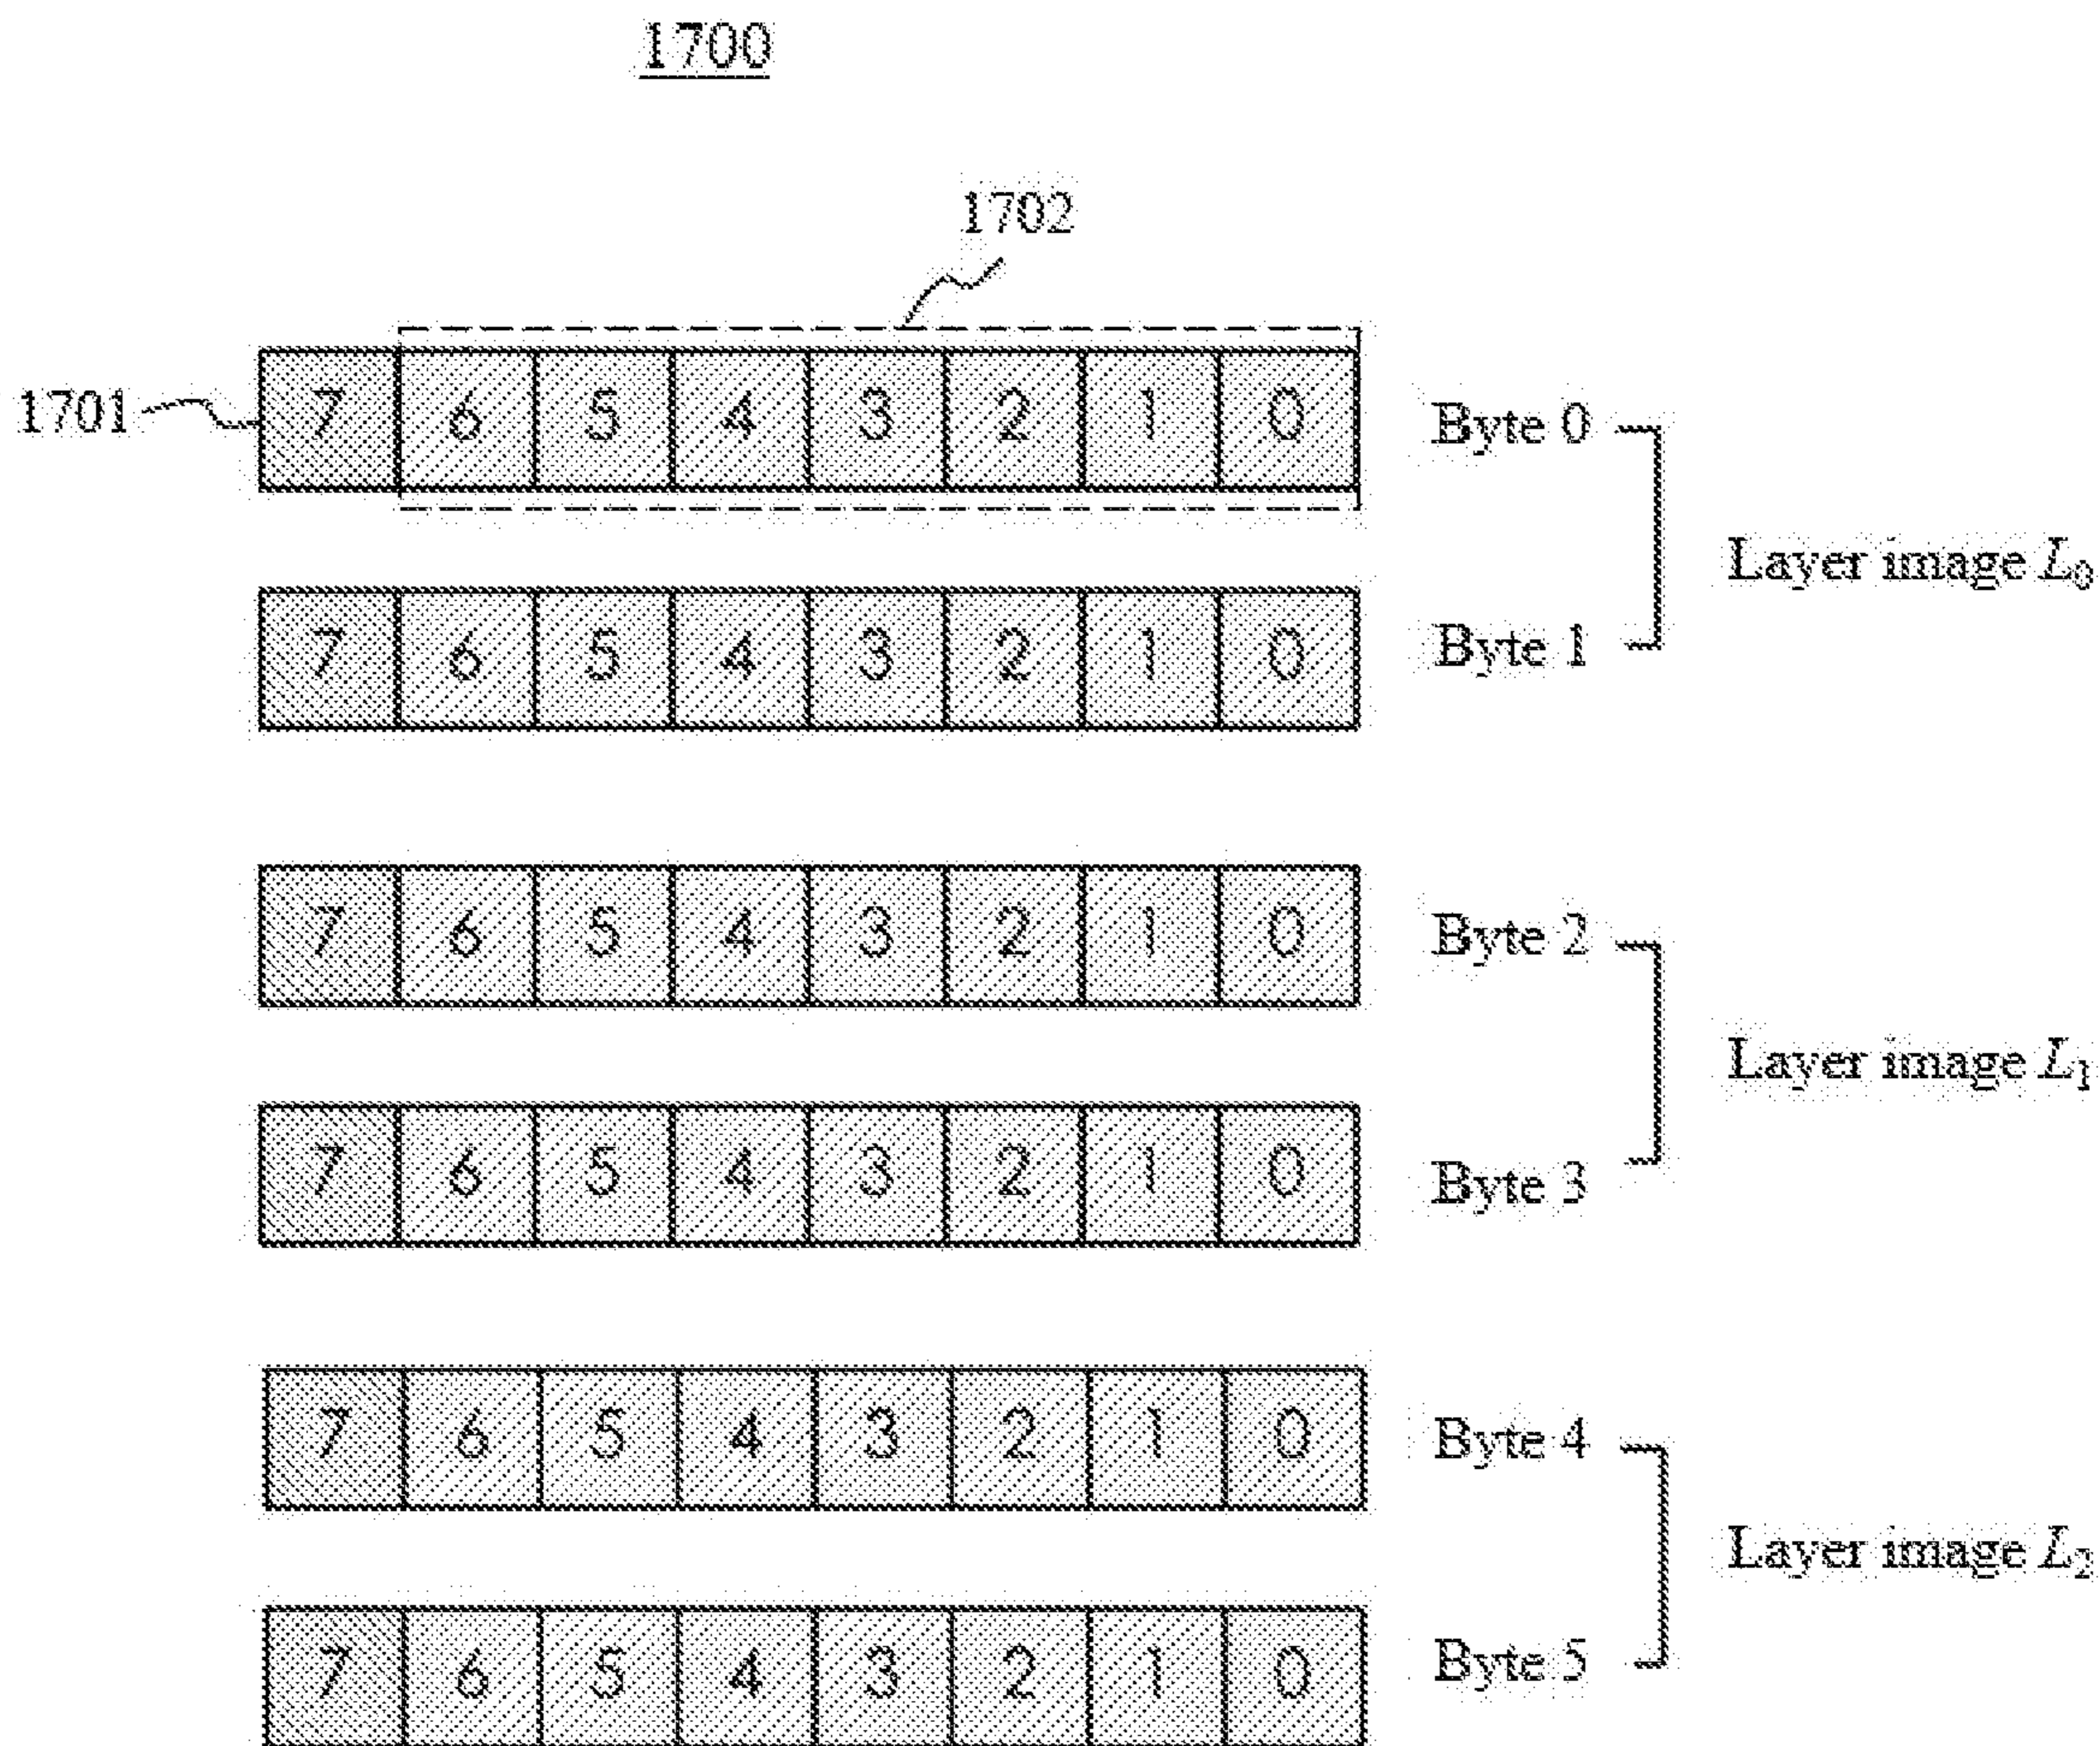 1700
1702
1701 7 6 5 4 3 2 1 0 Byte 0
Layer image L₀
7 6 5 4 3 2 1 0 Byte 1
7 6 5 4 3 2 1 0 Byte 2
Layer image L₁
7 6 5 4 3 2 1 0 Byte 3
7 6 5 4 3 2 1 0 Byte 4
Layer image L₂
7 6 5 4 3 2 1 0 Byte 5